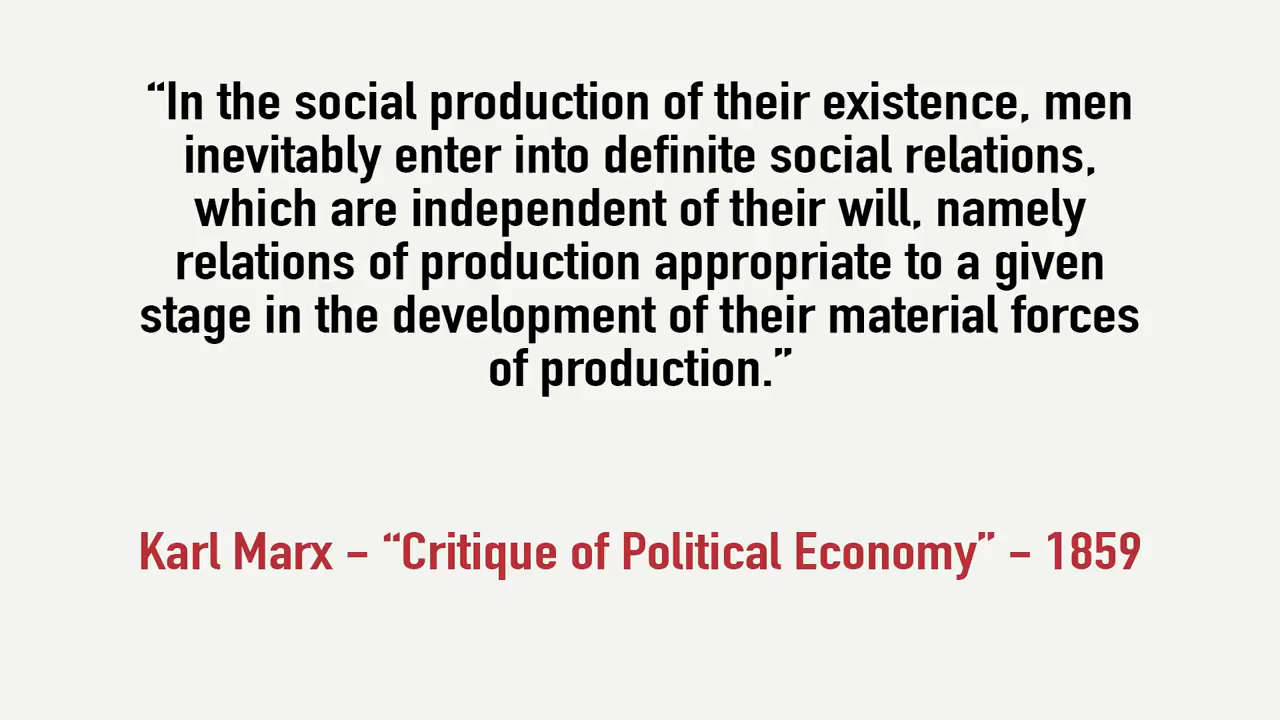 “In the social production of their existence, men
inevitably enter into definite social relations,
which are independent of their will, namely
relations of production appropriate to a given
stage in the development of their material forces
of production.”
Karl Marx – “Critique of Political Economy” – 1859